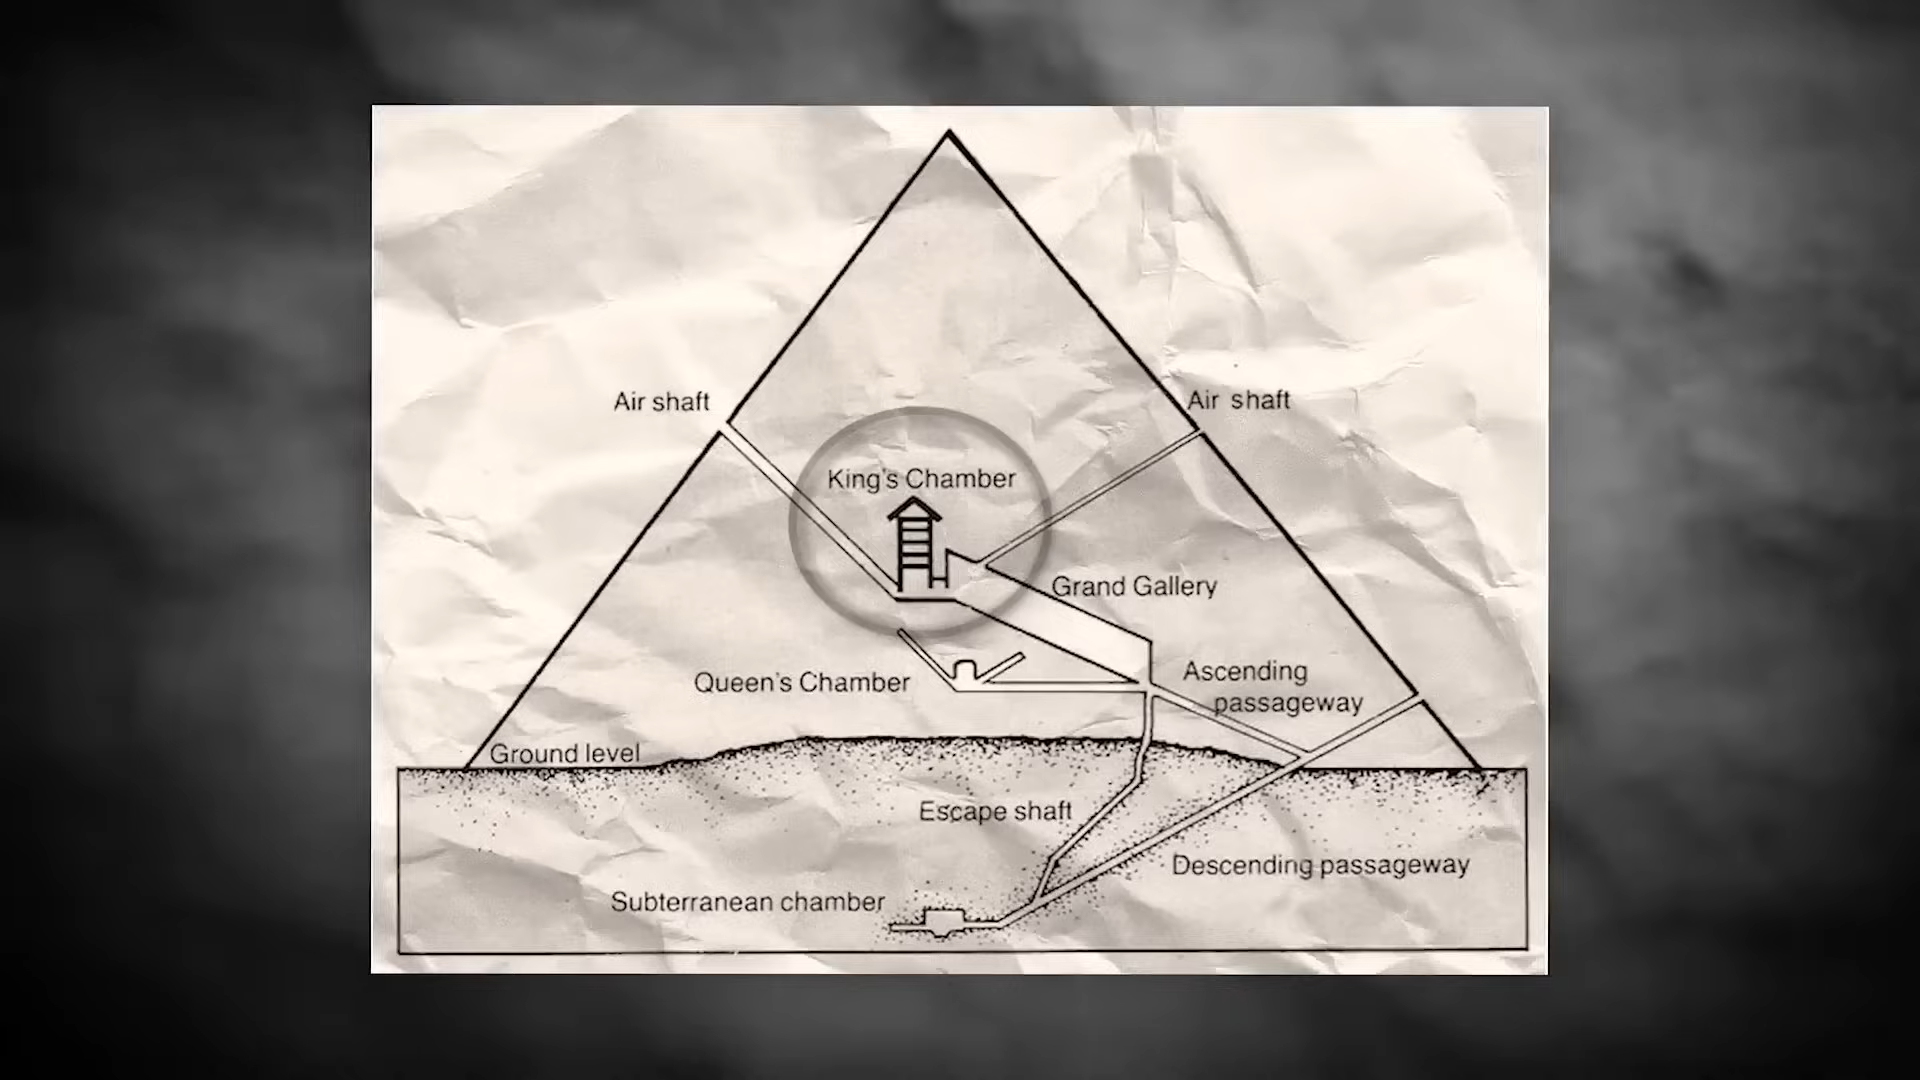 Air shaft
Air shaft
King's Chamber
Grand Gallery
Queen's Chamber
Ascending
passageway
Ground level
Escape shaft
Descending passageway
Subterranean chamber